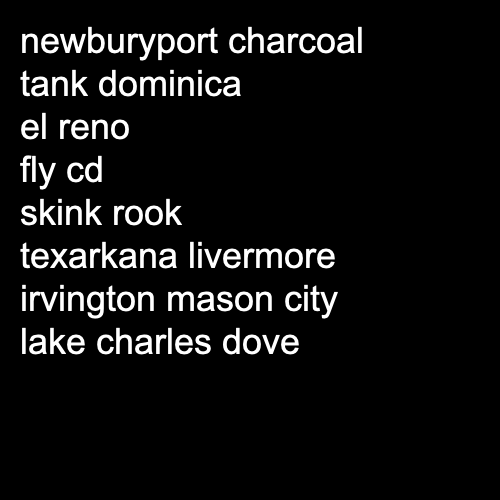 newburyport charcoal
tank dominica
el reno
fly cd
skink rook
texarkana livermore
irvington mason city
lake charles dove